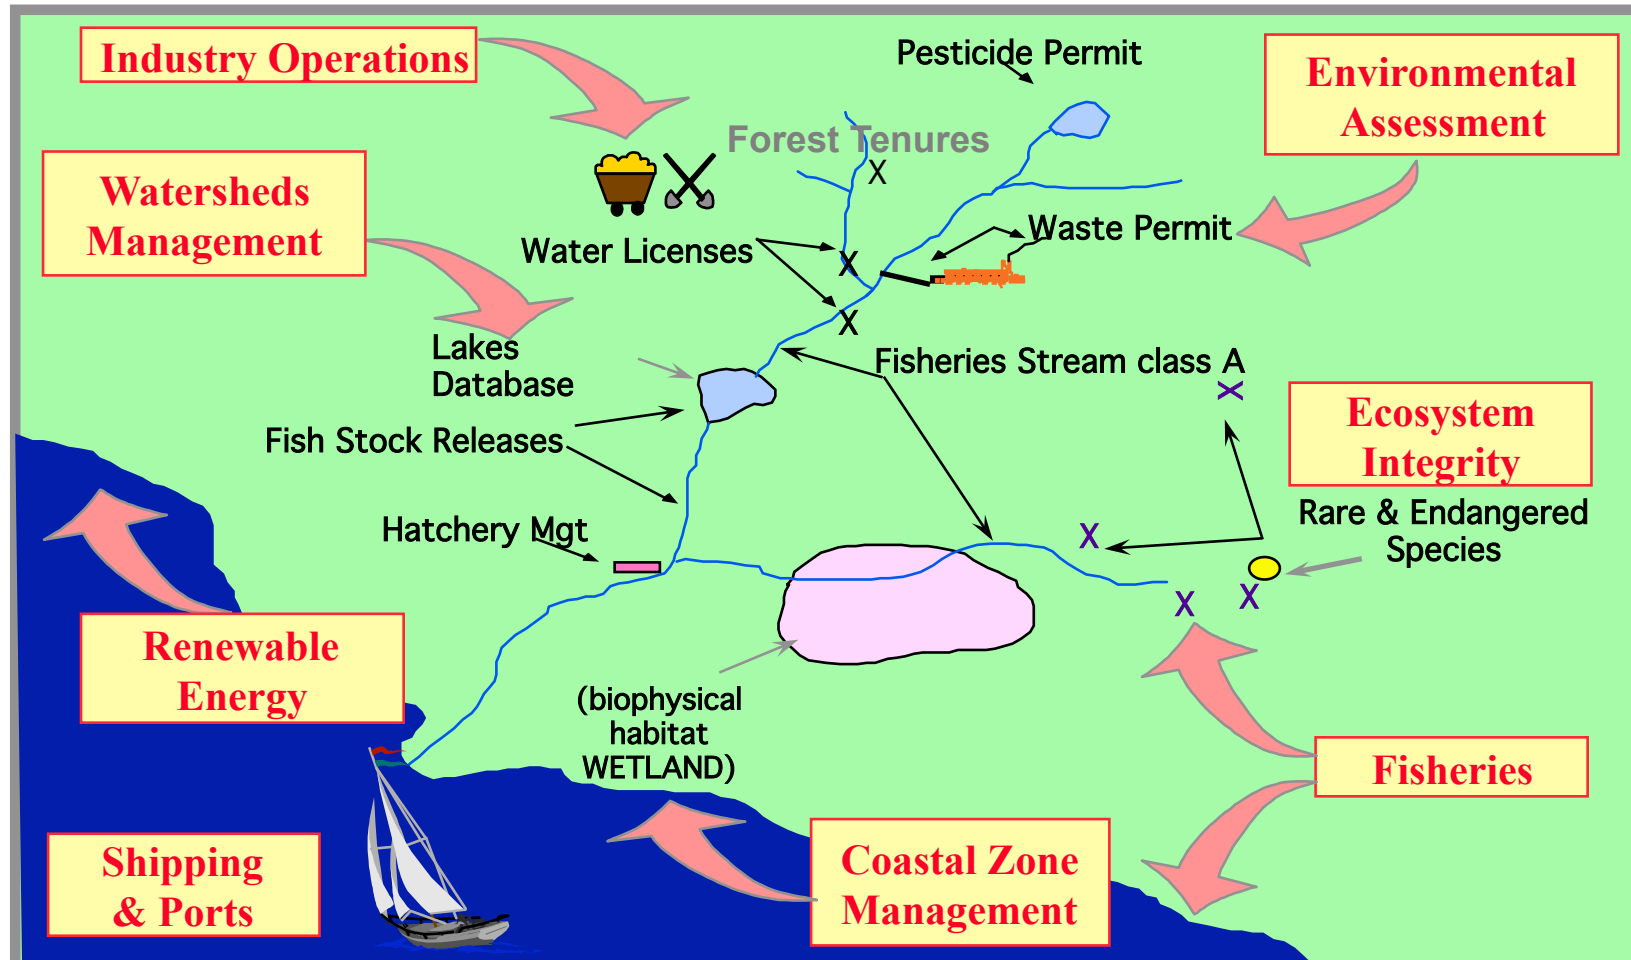 Industry Operations
Pesticide Permit
Environmental
Assessment
Forest Tenures
X
Watersheds
Management
Water Licenses
Waste Permit
X
X
Lakes
Database
Fisheries Stream class A
X
Ecosystem
Integrity
Fish Stock Releases
Rare & Endangered
Species
Hatchery Mgt
X
X
X
Renewable
Energy
(biophysical
habitat
WETLAND)
Fisheries
Shipping
& Ports
Coastal Zone
Management